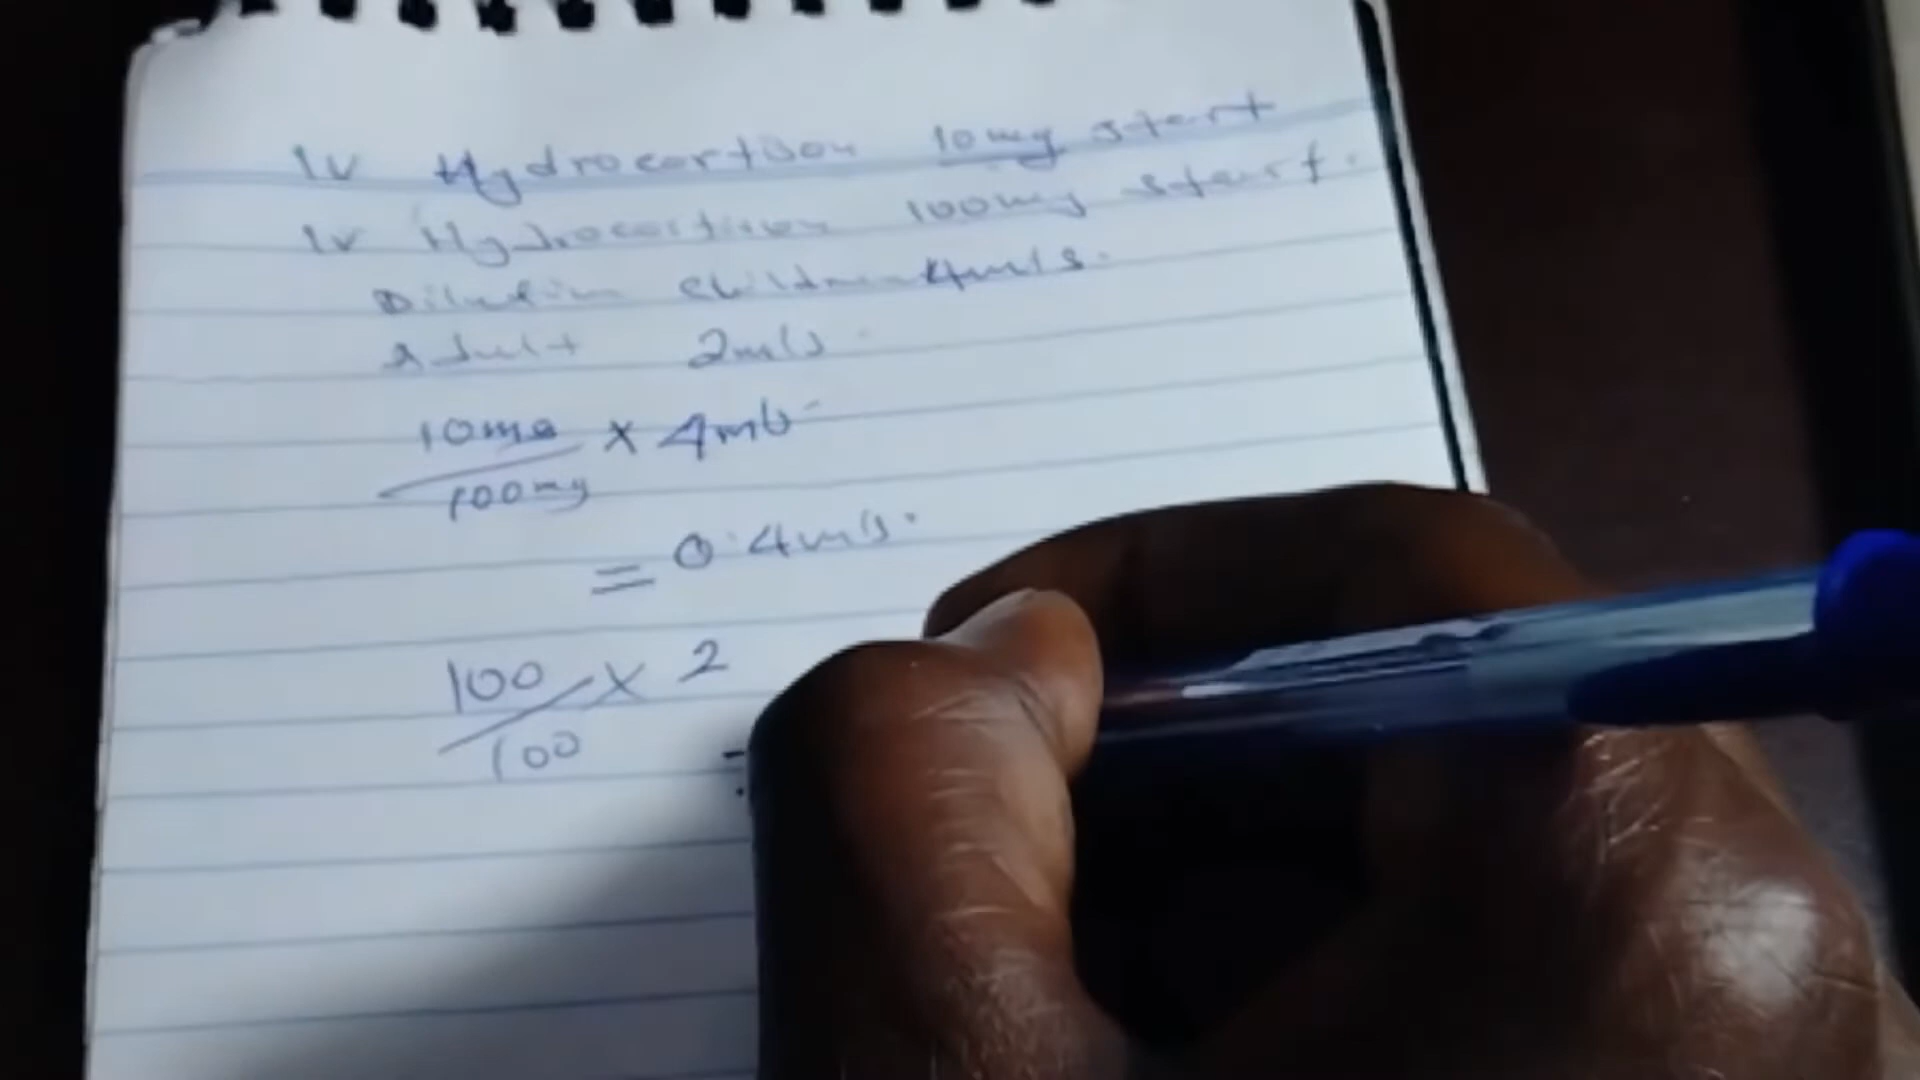 IV Hydrocortison 10mg start
IV Hydrocortison 100mg start.
Dilution children 4mls.
Adult 2mls.
10mg
/100mg × 4mls
= 0.4mls.
100
/100 × 2
=